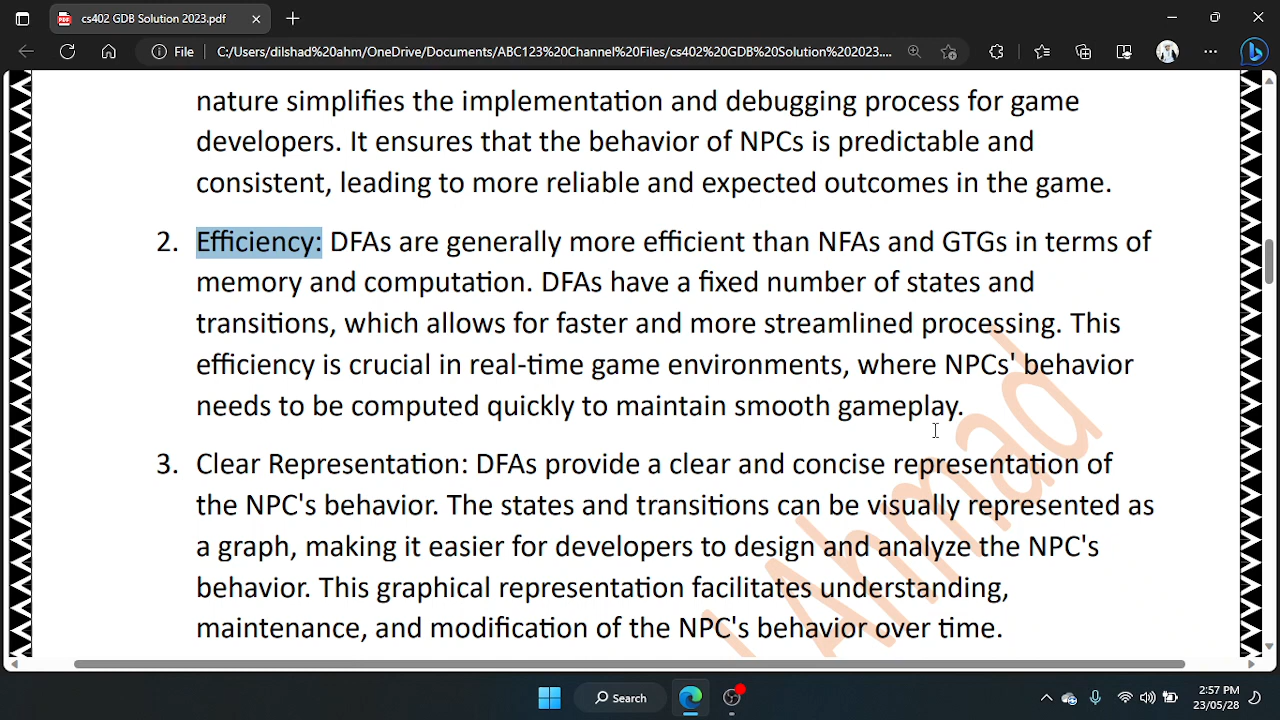 cs402 GDB Solution 2023.pdf
File
C:/Users/dilshad%20ahm/OneDrive/Documents/ABC123%20Channel%20Files/cs402%20GDB%20Solution%202023....
nature simplifies the implementation and debugging process for game
developers. It ensures that the behavior of NPCs is predictable and
consistent, leading to more reliable and expected outcomes in the game.
2. Efficiency: DFAs are generally more efficient than NFAs and GTGs in terms of
memory and computation. DFAs have a fixed number of states and
transitions, which allows for faster and more streamlined processing. This
efficiency is crucial in real-time game environments, where NPCs' behavior
needs to be computed quickly to maintain smooth gameplay.
3. Clear Representation: DFAs provide a clear and concise representation of
the NPC's behavior. The states and transitions can be visually represented as
a graph, making it easier for developers to design and analyze the NPC's
behavior. This graphical representation facilitates understanding,
maintenance, and modification of the NPC's behavior over time.
Ahmad
Search
2:57 PM
23/05/28